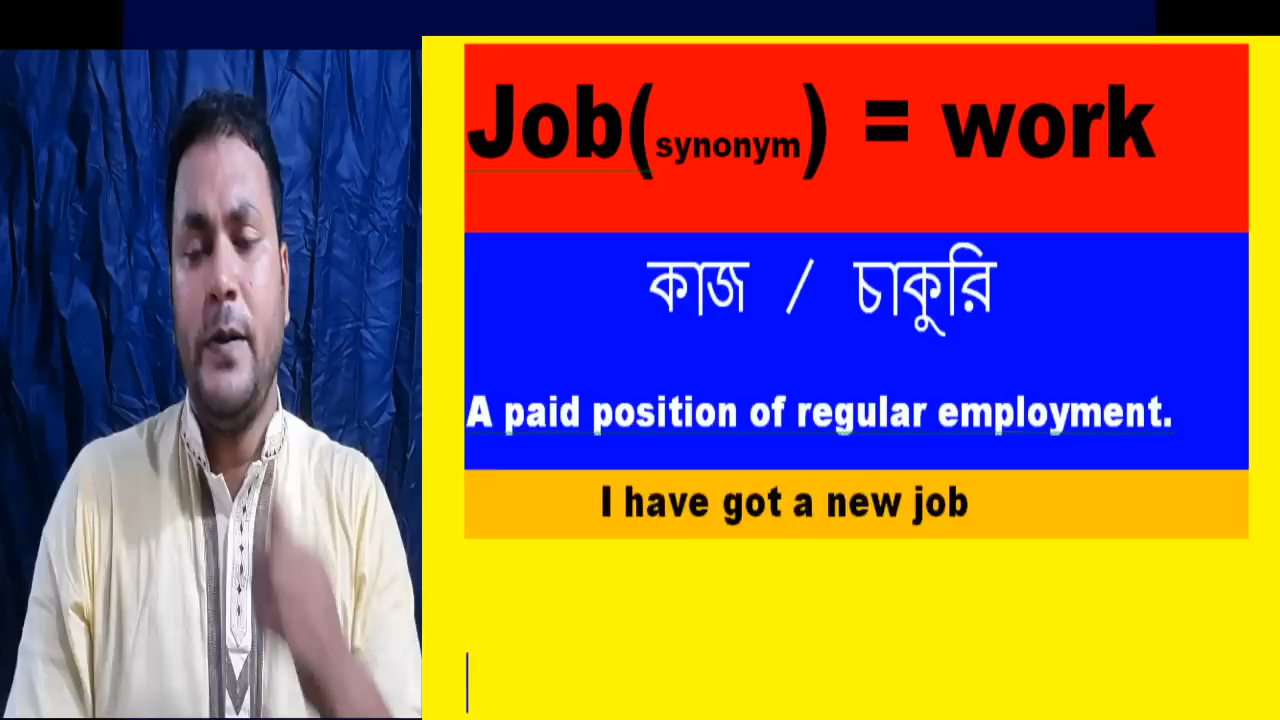 Job(synonym) = work
কাজ / চাকুরি
A paid position of regular employment.
I have got a new job